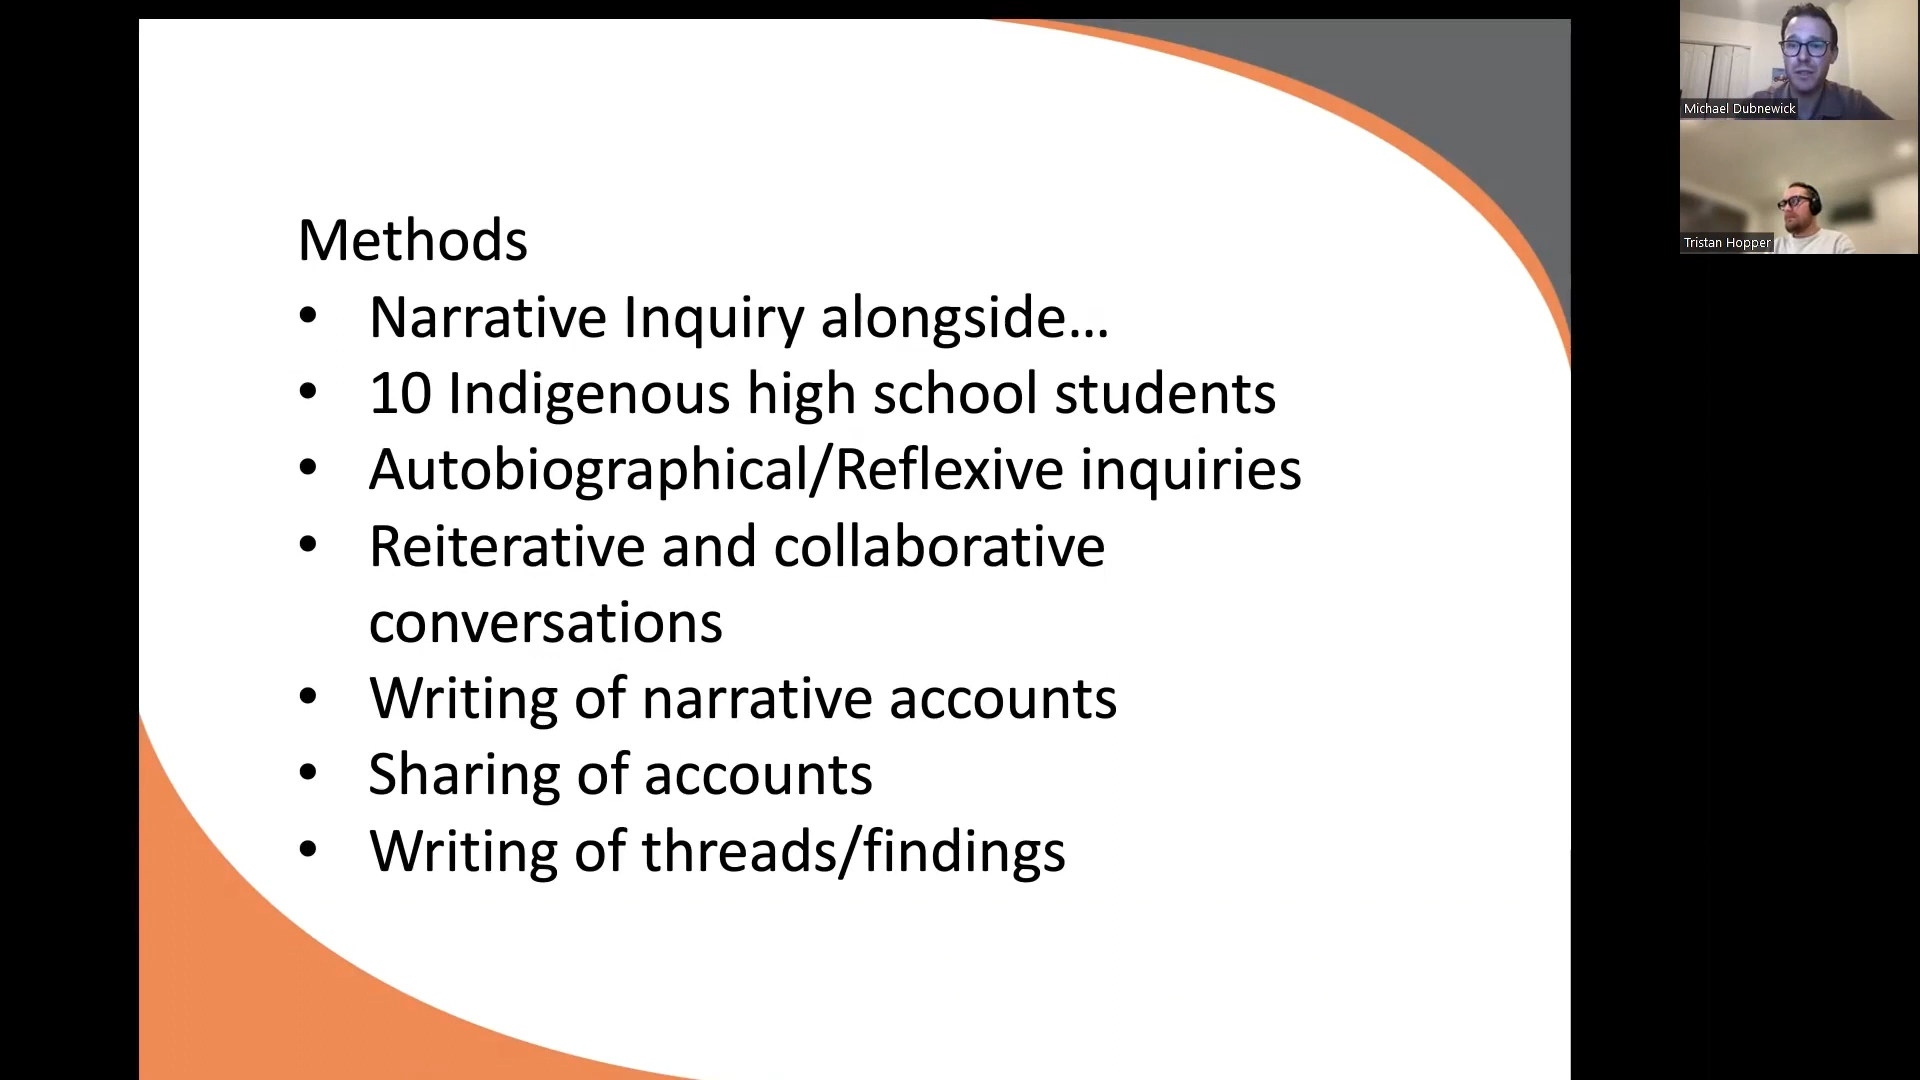 Methods
• Narrative Inquiry alongside...
• 10 Indigenous high school students
• Autobiographical/Reflexive inquiries
• Reiterative and collaborative
conversations
• Writing of narrative accounts
• Sharing of accounts
• Writing of threads/findings
Michael Dubnewick
Tristan Hopper